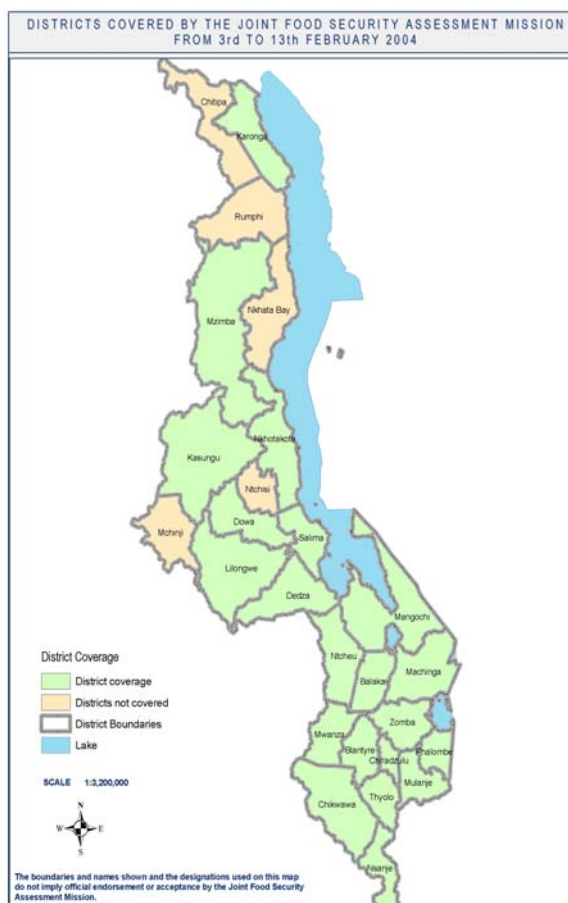 DISTRICTS COVERED BY THE JOINT FOOD SECURITY ASSESSMENT MISSION
FROM 3rd TO 13th FEBRUARY 2004
Chitipa
Karonga
Rumphi
Nkhata Bay
Mzimba
Nkhotakota
Kasungu
Ntchisi
Dowa
Mchinji
Salima
Lilongwe
Dedza
Mangochi
Ntcheu
Machinga
Balaka
Zomba
Mwanza
Blantyre
Phalombe
Chiradzulu
Mulanje
Thyolo
Chikwawa
Nsanje
District Coverage
District coverage
Districts not covered
District Boundaries
Lake
SCALE 1:3,200,000
N
W E
S
The boundaries and names shown and the designations used on this map
do not imply official endorsement or acceptance by the Joint Food Security
Assessment Mission.